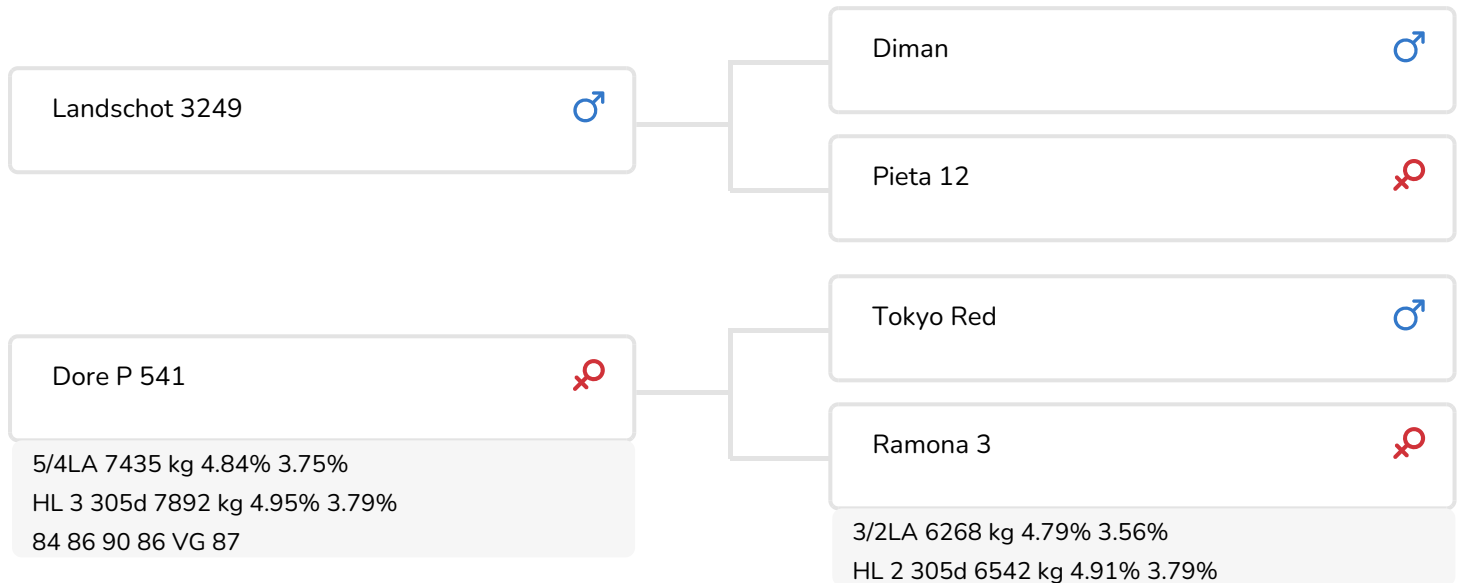 Landschot 3249
Diman
Pieta 12
Dore P 541
5/4LA 7435 kg 4.84% 3.75%
HL 3 305d 7892 kg 4.95% 3.79%
84 86 90 86 VG 87
Tokyo Red
Ramona 3
3/2LA 6268 kg 4.79% 3.56%
HL 2 305d 6542 kg 4.91% 3.79%